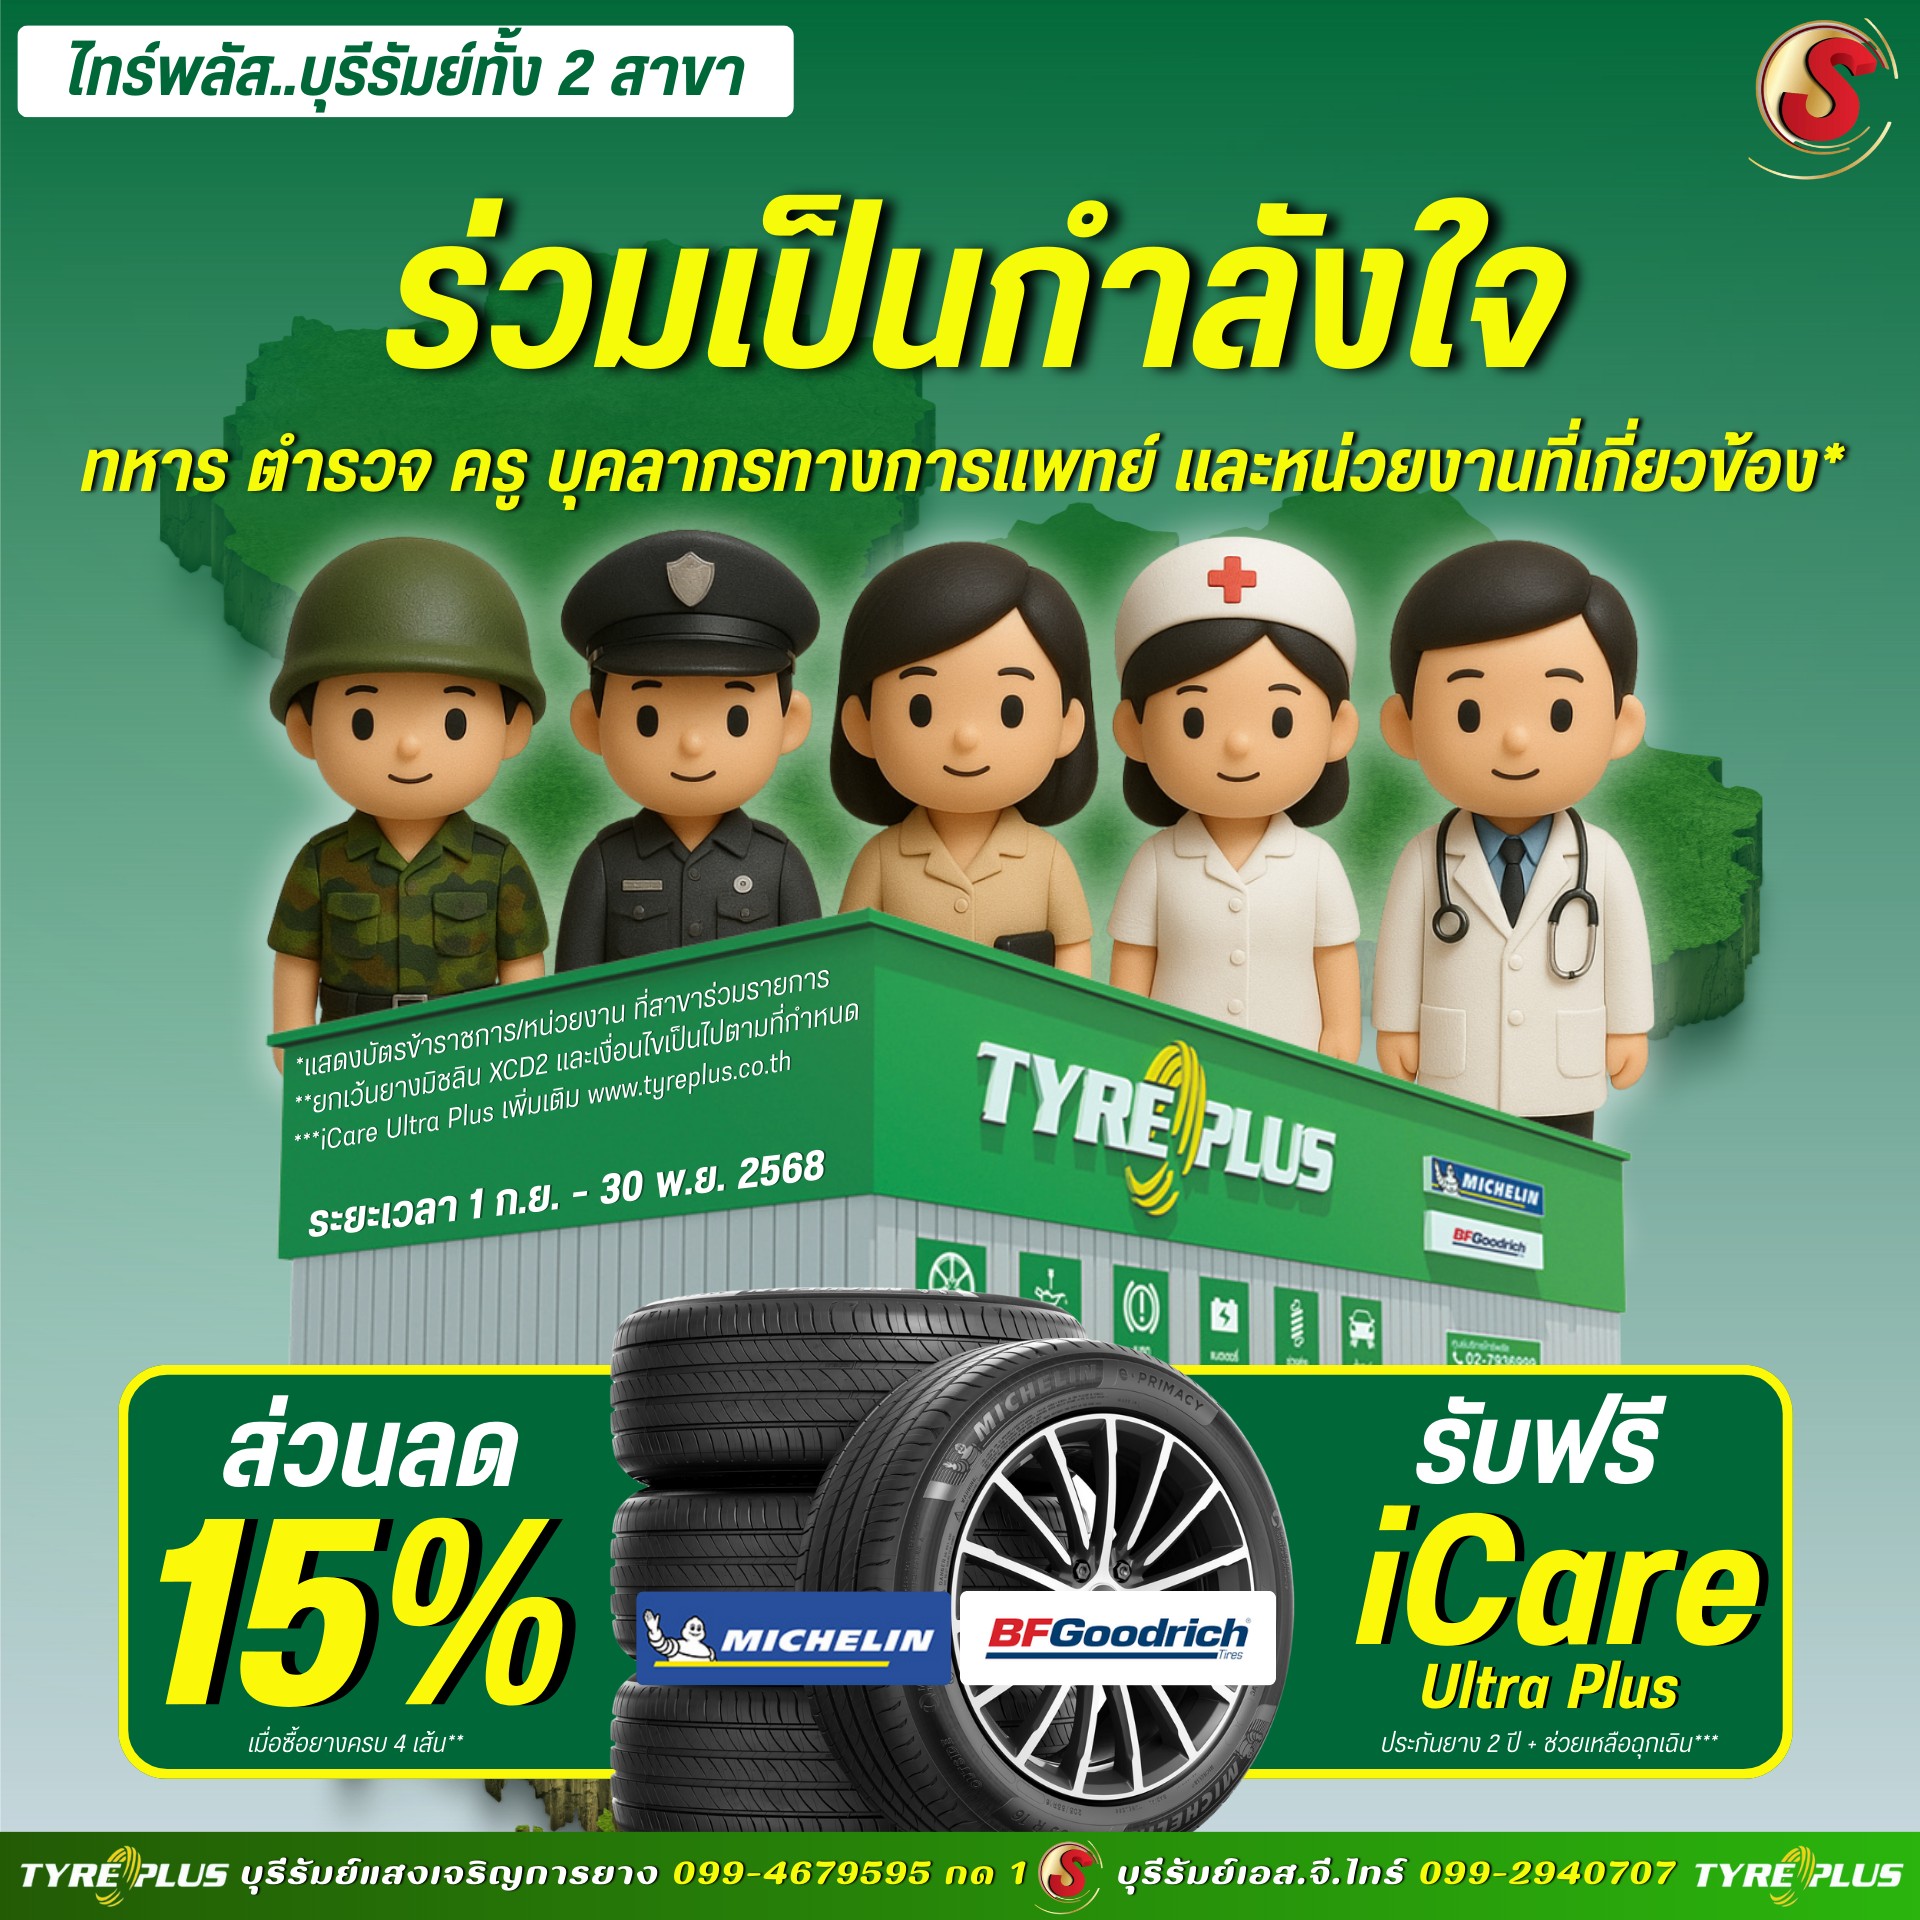 ไทร์พลัส..บุรีรัมย์ทั้ง 2 สาขา
S
ร่วมเป็นกำลังใจ
ทหาร ตำรวจ ครู บุคลากรทางการแพทย์ และหน่วยงานที่เกี่ยวข้อง*
*แสดงบัตรข้าราชการ/หน่วยงาน ที่สาขาร่วมรายการ
**ยกเว้นยางมิชลิน XCD2 และเงื่อนไขเป็นไปตามที่กำหนด
***iCare Ultra Plus เพิ่มเติม www.tyreplus.co.th
ระยะเวลา 1 ก.ย. - 30 พ.ย. 2568
TYREPLUS
MICHELIN
BFGoodrich
แบตเตอรี่
02-7936999
ส่วนลด
15%
เมื่อซื้อยางครบ 4 เส้น**
MICHELIN e·PRIMACY
MICHELIN
BFGoodrich
Tires
รับฟรี
iCare
Ultra Plus
ประกันยาง 2 ปี + ช่วยเหลือฉุกเฉิน***
TYREPLUS บุรีรัมย์แสงเจริญการยาง 099-4679595 กด 1 S บุรีรัมย์เอส.จี.ไทร์ 099-2940707 TYREPLUS